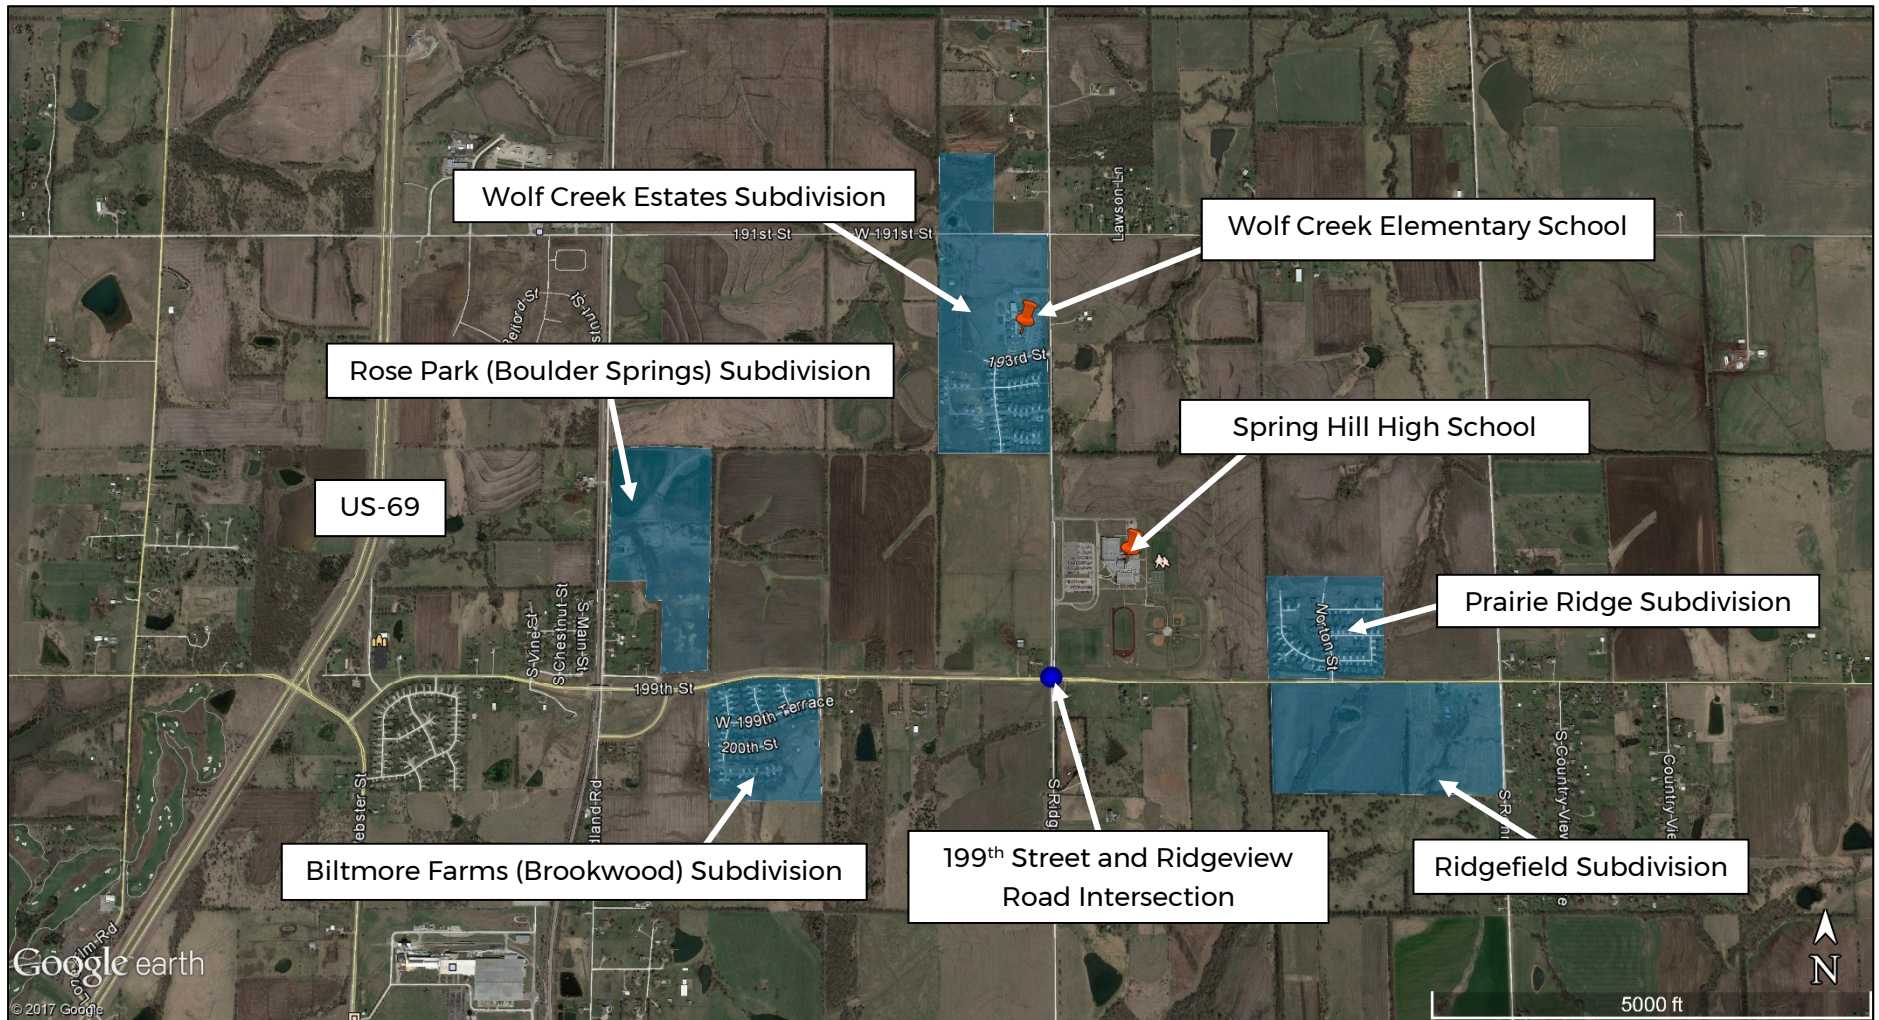 Wolf Creek Estates Subdivision
Wolf Creek Elementary School
Lawson Ln
191st St
W 191st St
193rd St
Rose Park (Boulder Springs) Subdivision
Spring Hill High School
US-69
Prairie Ridge Subdivision
Norton St
S Vine St
S Chestnut St
S Main St
199th St
W 199th Terrace
200th St
199th Street and Ridgeview
Road Intersection
Biltmore Farms (Brookwood) Subdivision
Ridgefield Subdivision
S Country View
N
Google earth
© 2017 Google
5000 ft